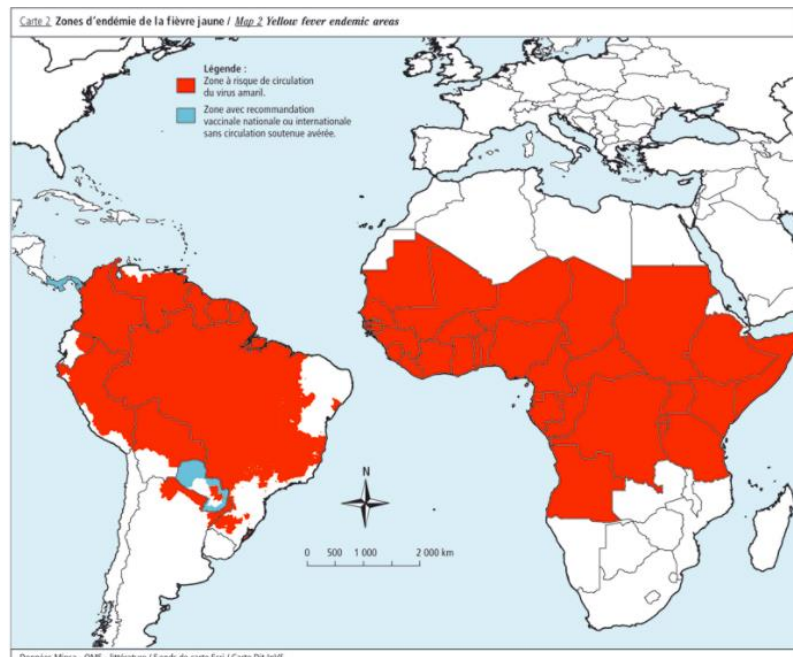 Carte 2 Zones d'endémie de la fièvre jaune / Map 2 Yellow fever endemic areas
Légende :
Zone à risque de circulation
du virus amaril.
Zone avec recommandation
vaccinale nationale ou internationale
sans circulation soutenue avérée.
N
0 500 1 000 2 000 km